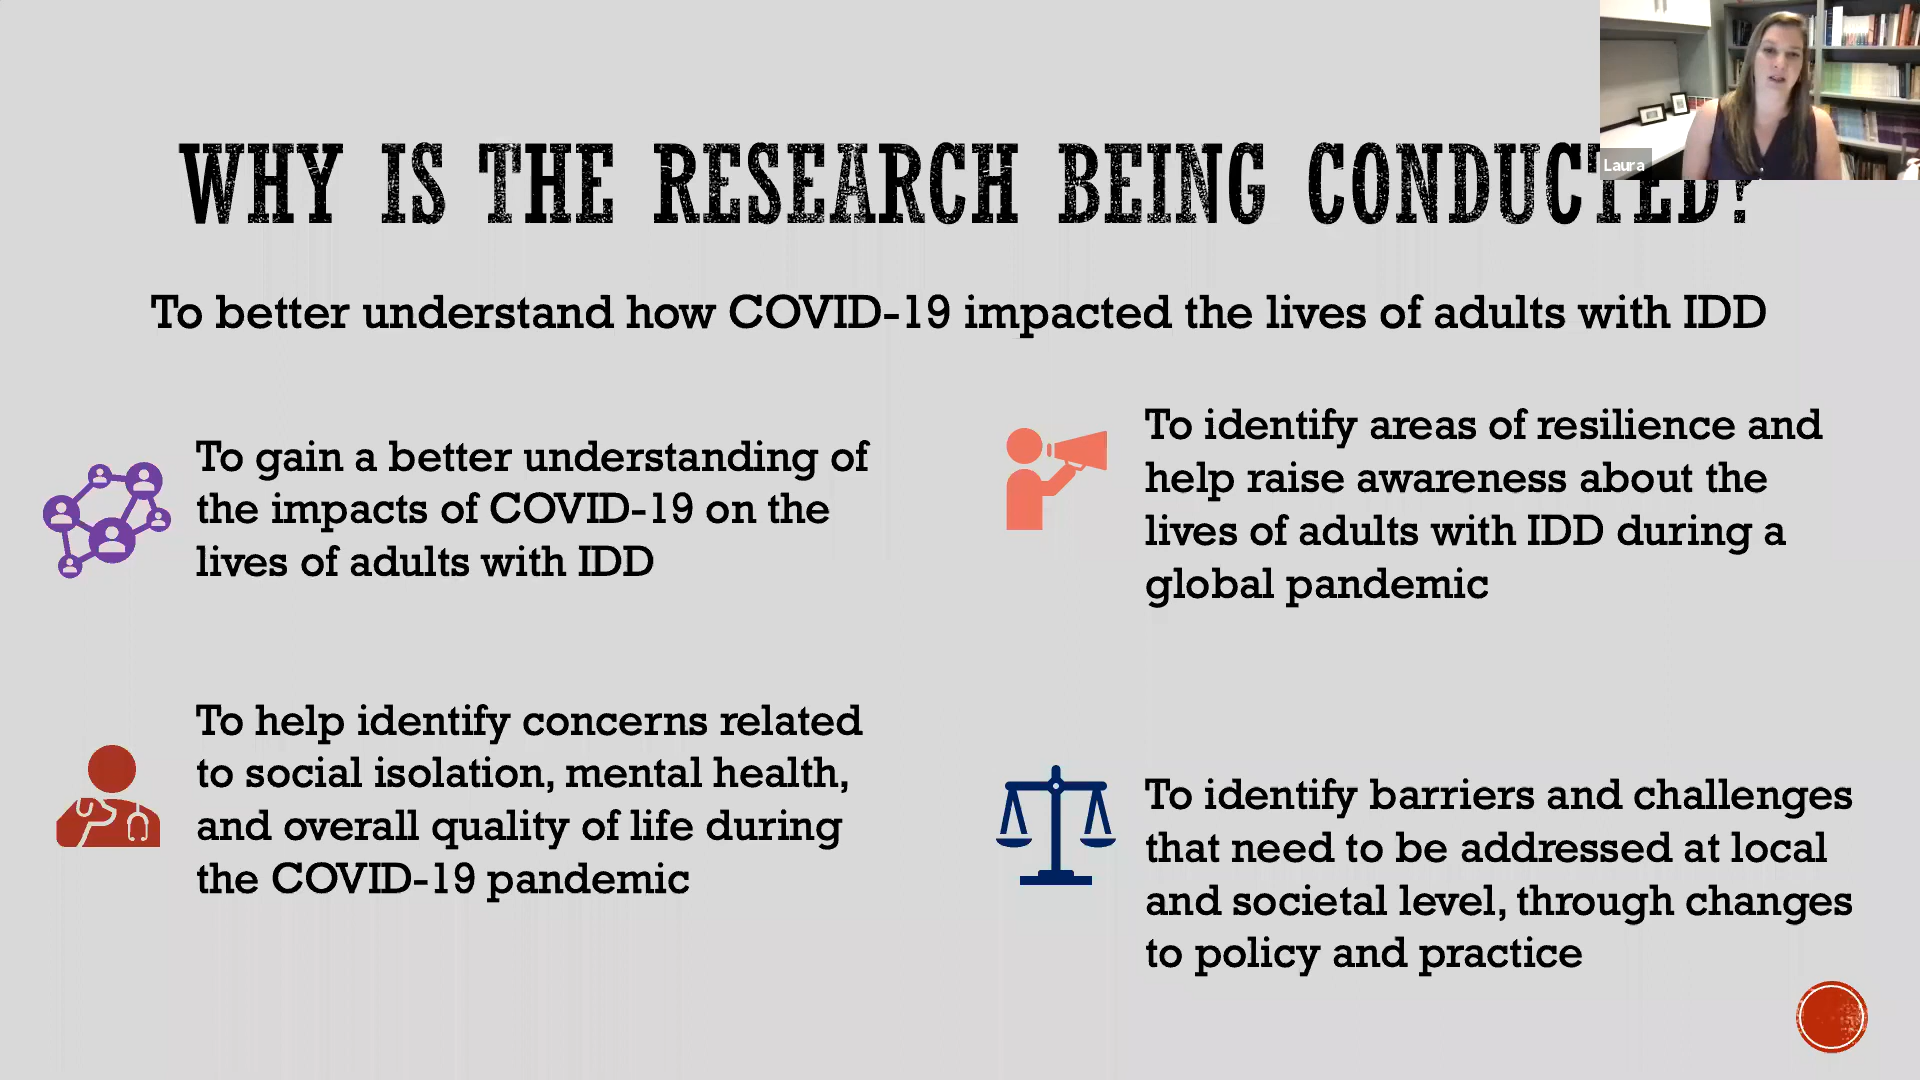 WHY IS THE RESEARCH BEING CONDUCTED?
Laura
To better understand how COVID-19 impacted the lives of adults with IDD
To gain a better understanding of
the impacts of COVID-19 on the
lives of adults with IDD
To identify areas of resilience and
help raise awareness about the
lives of adults with IDD during a
global pandemic
To help identify concerns related
to social isolation, mental health,
and overall quality of life during
the COVID-19 pandemic
To identify barriers and challenges
that need to be addressed at local
and societal level, through changes
to policy and practice